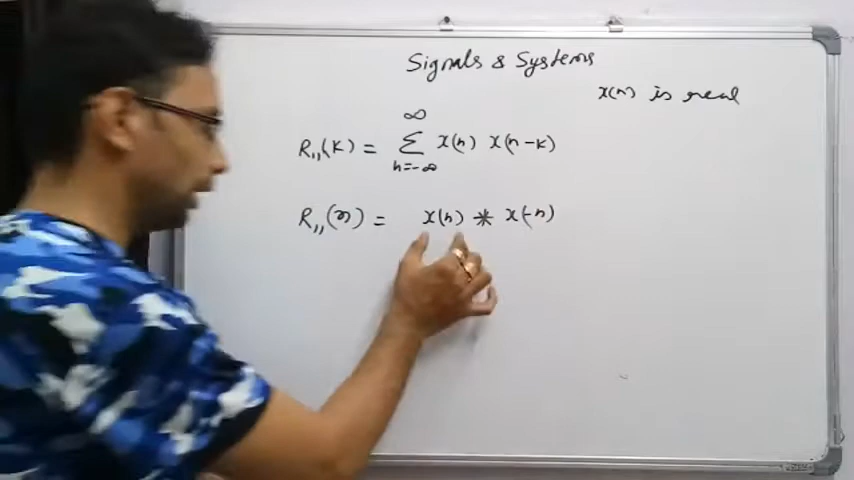 Signals & Systems
x(n) is real
R₁₁(k) = ∑_{n=-∞}^{∞} x(n) x(n-k)
R₁₁(n) = x(n) * x(-n)